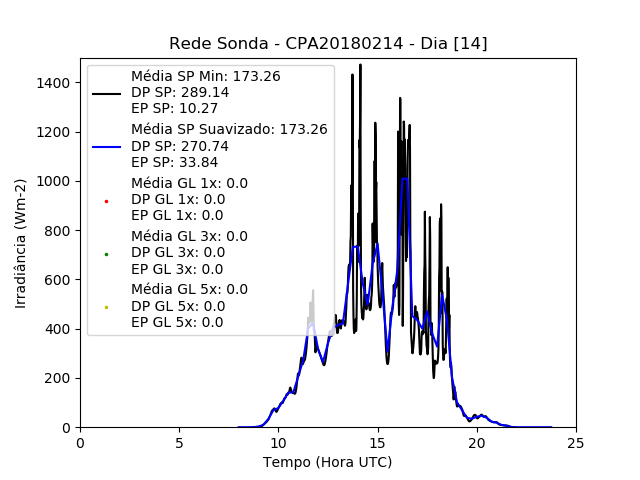 Rede Sonda - CPA20180214 - Dia [14]
Irradiância (Wm-2)
1400
1200
1000
800
600
400
200
0
Média SP Min: 173.26
DP SP: 289.14
EP SP: 10.27
Média SP Suavizado: 173.26
DP SP: 270.74
EP SP: 33.84
Média GL 1x: 0.0
DP GL 1x: 0.0
EP GL 1x: 0.0
Média GL 3x: 0.0
DP GL 3x: 0.0
EP GL 3x: 0.0
Média GL 5x: 0.0
DP GL 5x: 0.0
EP GL 5x: 0.0
0 5 10 15 20 25
Tempo (Hora UTC)